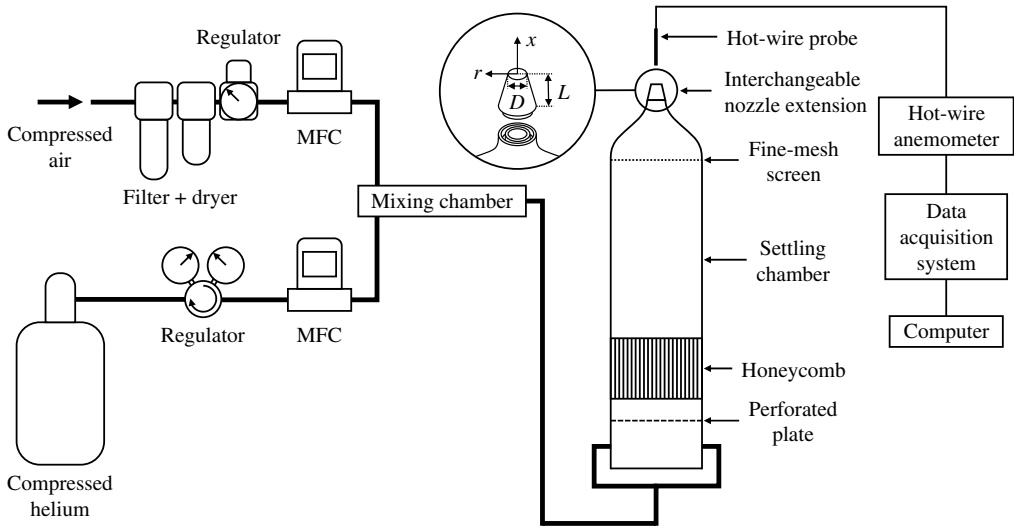 Regulator
MFC
Compressed
air
Filter + dryer
Mixing chamber
Regulator
MFC
Compressed
helium
x
r
D
L
Hot-wire probe
Interchangeable
nozzle extension
Fine-mesh
screen
Settling
chamber
Honeycomb
Perforated
plate
Hot-wire
anemometer
Data
acquisition
system
Computer